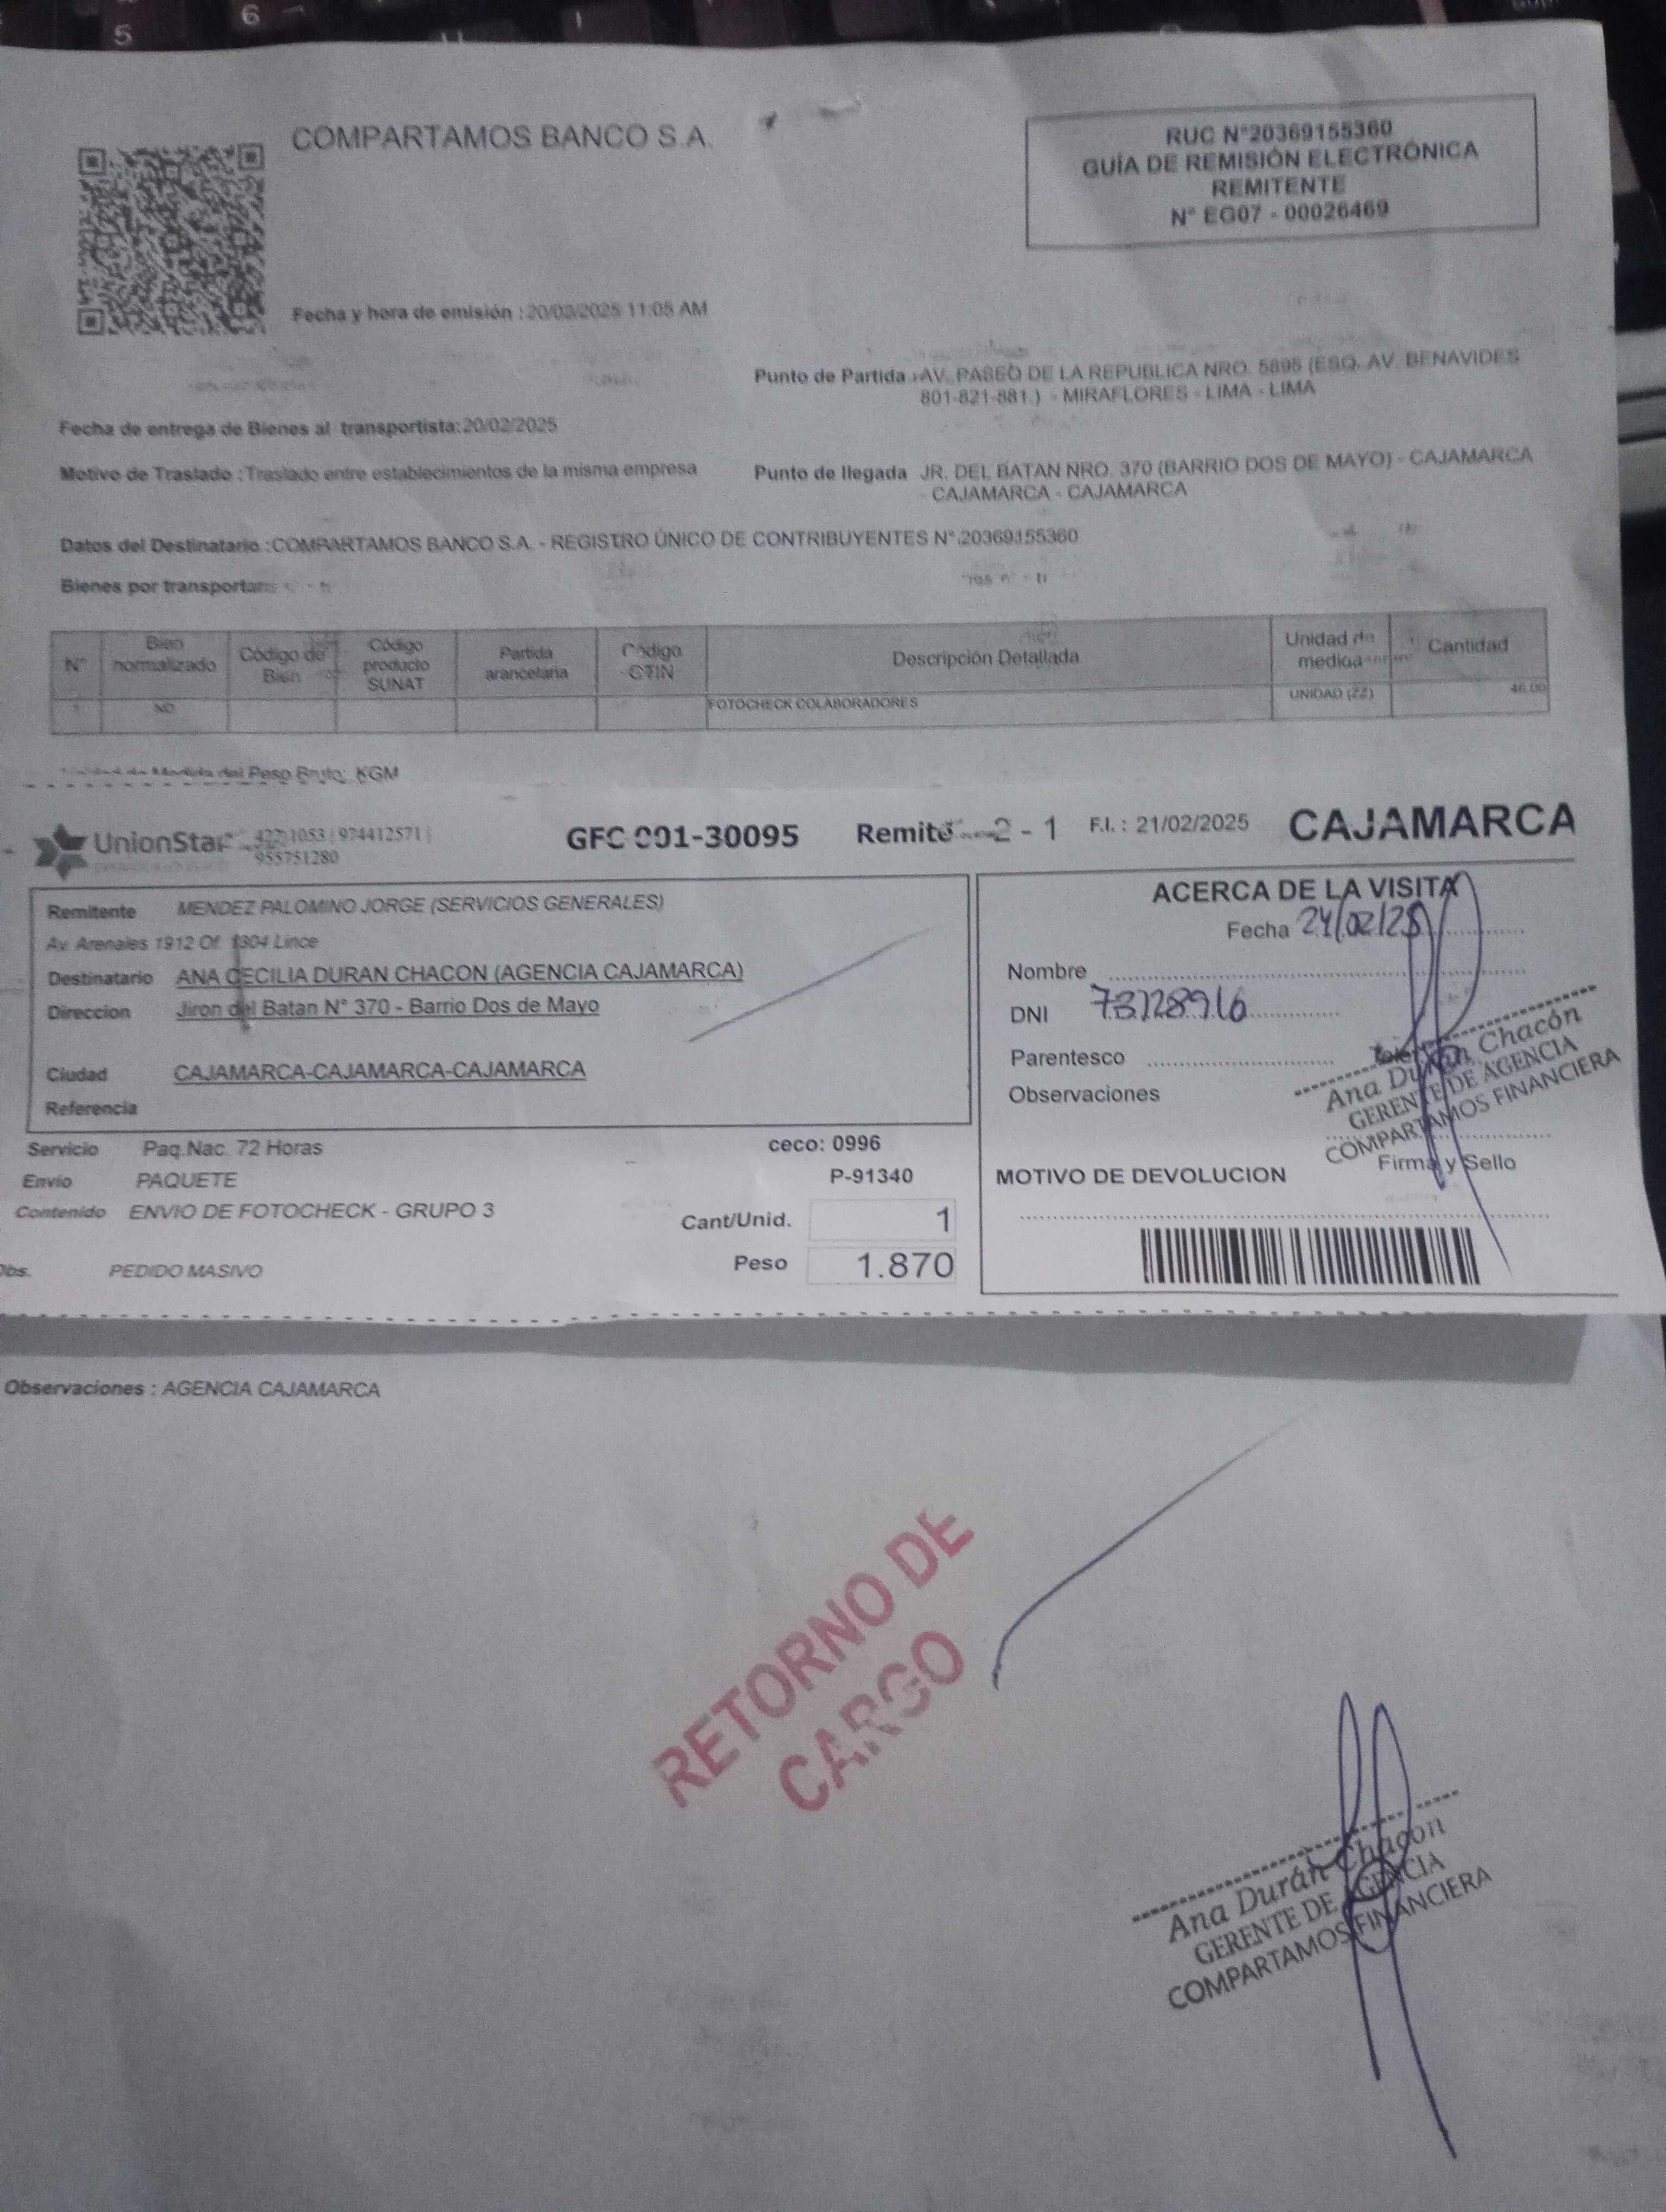 COMPARTAMOS BANCO S.A.
RUC N°20369155360
GUÍA DE REMISIÓN ELECTRÓNICA
REMITENTE
N° EG07 - 00026469
Fecha y hora de emisión : 20/02/2025 11:05 AM
Punto de Partida : AV. PASEO DE LA REPUBLICA NRO. 5895 (ESQ. AV. BENAVIDES
801-821-881.) - MIRAFLORES - LIMA - LIMA
Fecha de entrega de Bienes al transportista:20/02/2025
Motivo de Traslado : Traslado entre establecimientos de la misma empresa
Punto de llegada JR. DEL BATAN NRO. 370 (BARRIO DOS DE MAYO) - CAJAMARCA
- CAJAMARCA - CAJAMARCA
Datos del Destinatario :COMPARTAMOS BANCO S.A. - REGISTRO ÚNICO DE CONTRIBUYENTES N° 20369155360
Bienes por transportar:
N° Bien normalizado Código de Bien Código producto SUNAT Partida arancelaria Código GTIN Descripción Detallada Unidad de medida Cantidad
1 NO FOTOCHECK COLABORADORES UNIDAD (ZZ) 46.00
Unidad de Medida del Peso Bruto: KGM
UnionStar 422-1053 | 974412571 |
955751280
GFC 001-30095 Remito 2 - 1 F.I. : 21/02/2025 CAJAMARCA
Remitente MENDEZ PALOMINO JORGE (SERVICIOS GENERALES)
Av. Arenales 1912 Of. 1304 Lince
Destinatario ANA CECILIA DURAN CHACON (AGENCIA CAJAMARCA)
Direccion Jiron del Batan N° 370 - Barrio Dos de Mayo
Ciudad CAJAMARCA-CAJAMARCA-CAJAMARCA
Referencia
Servicio Paq.Nac. 72 Horas ceco: 0996
Envio PAQUETE P-91340
Contenido ENVIO DE FOTOCHECK - GRUPO 3
Cant/Unid. 1
Peso 1.870
Obs. PEDIDO MASIVO
ACERCA DE LA VISITA
Fecha 24/02/25
Nombre
DNI 73128916
Parentesco
Observaciones
Ana Durán Chacón
GERENTE DE AGENCIA
COMPARTAMOS FINANCIERA
Firma y Sello
MOTIVO DE DEVOLUCION
Observaciones : AGENCIA CAJAMARCA
RETORNO DE
CARGO
Ana Durán Chacón
GERENTE DE AGENCIA
COMPARTAMOS FINANCIERA